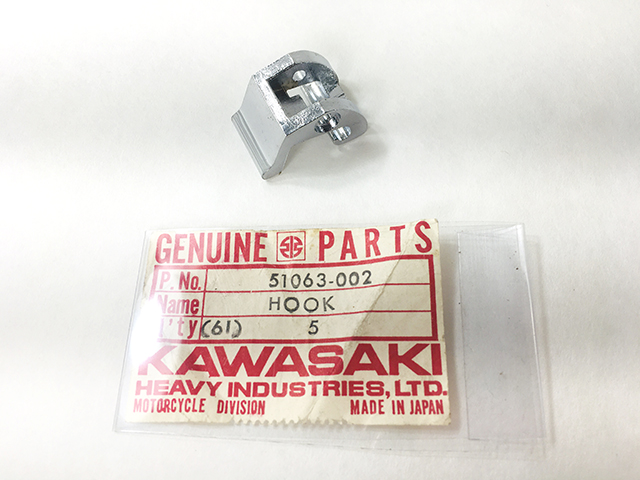 GENUINE PARTS
P. No. 51063-002
Name HOOK
Q'ty (61) 5
KAWASAKI
HEAVY INDUSTRIES, LTD.
MOTORCYCLE DIVISION MADE IN JAPAN